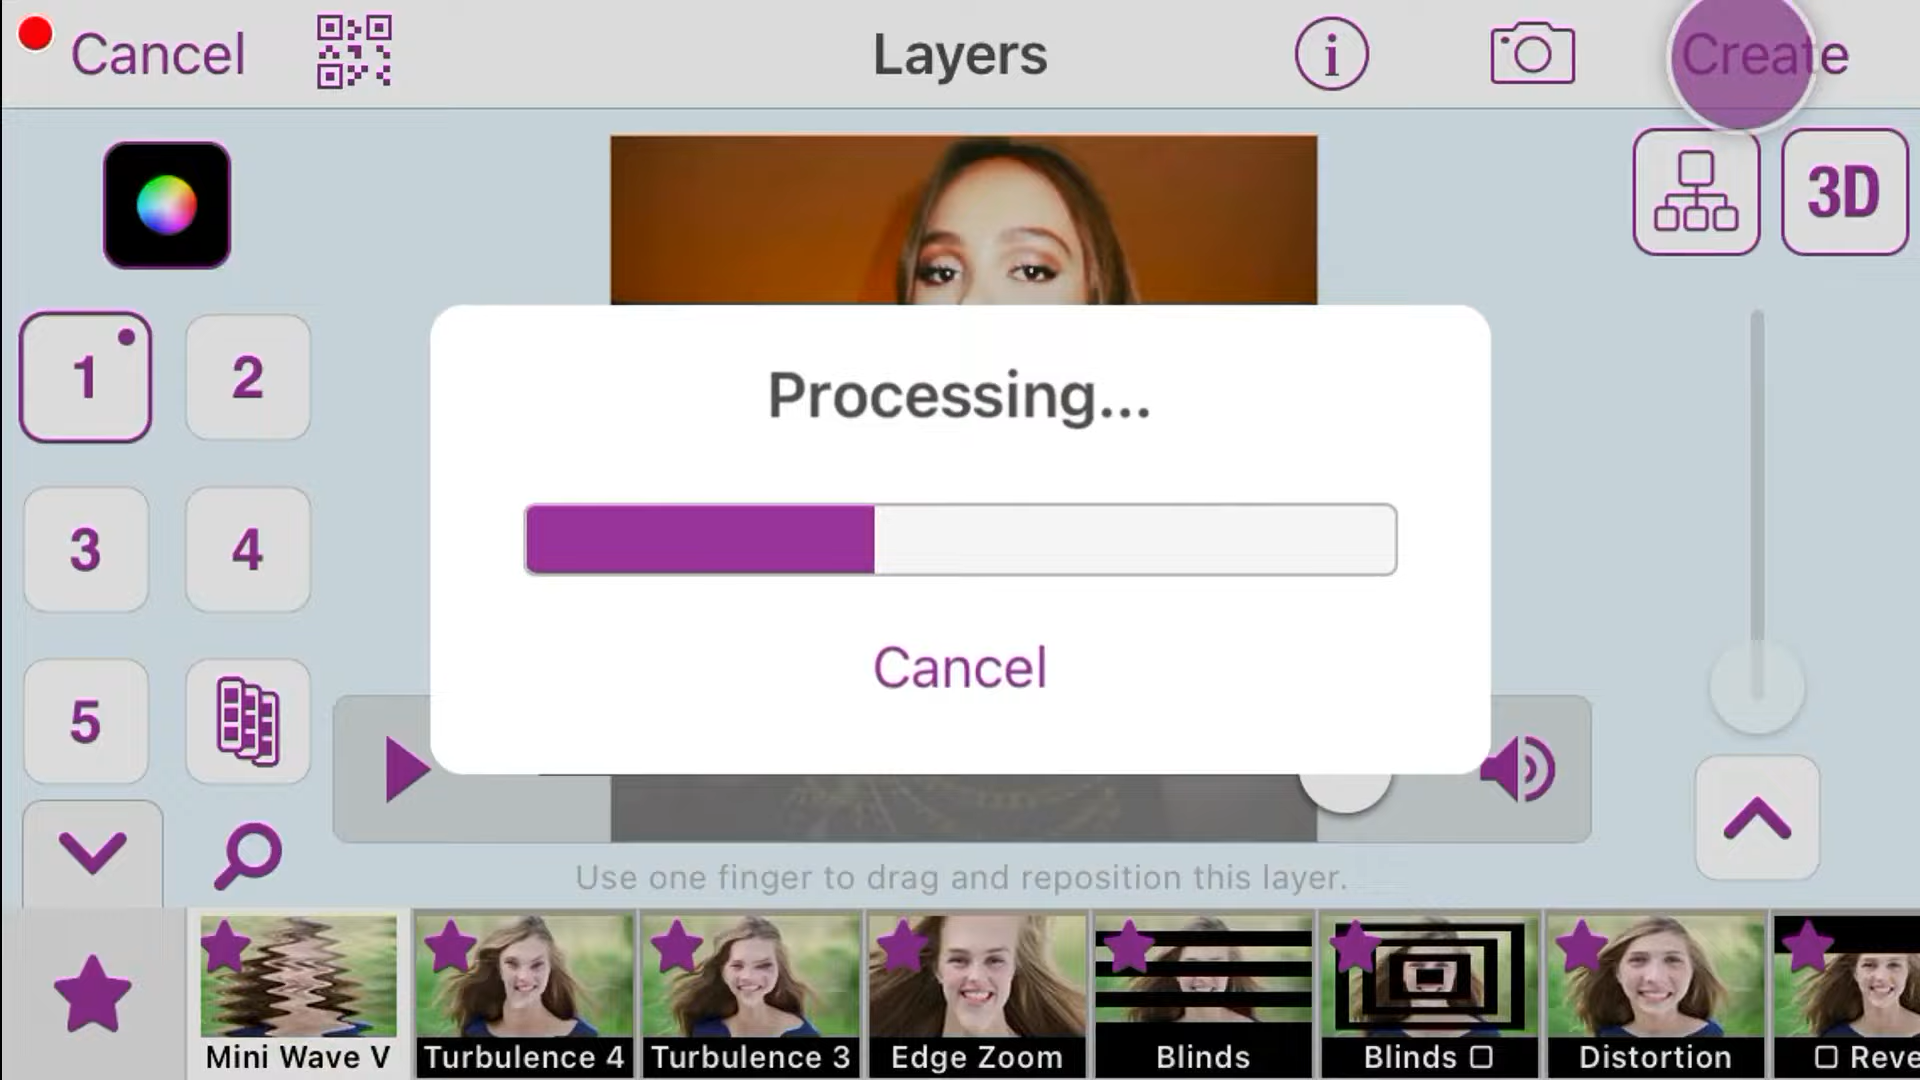 Cancel
Layers
i
Create
3D
1
2
3
4
5
Processing...
Cancel
Use one finger to drag and reposition this layer.
Mini Wave V
Turbulence 4
Turbulence 3
Edge Zoom
Blinds
Blinds
Distortion
Reve